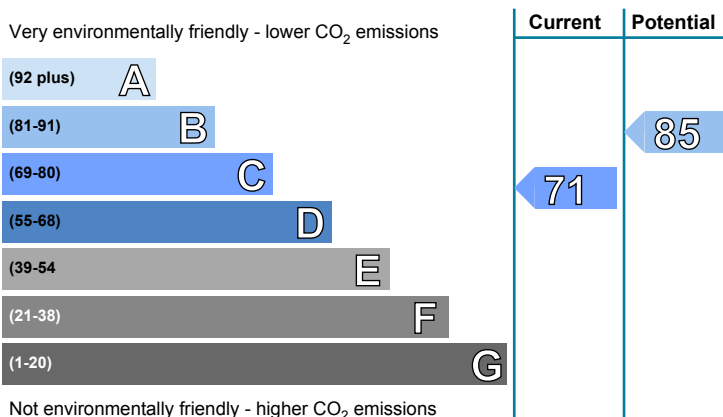 Very environmentally friendly - lower CO2 emissions
Current
Potential
(92 plus) A
(81-91) B
85
(69-80) C
71
(55-68) D
(39-54 E
(21-38) F
(1-20) G
Not environmentally friendly - higher CO2 emissions